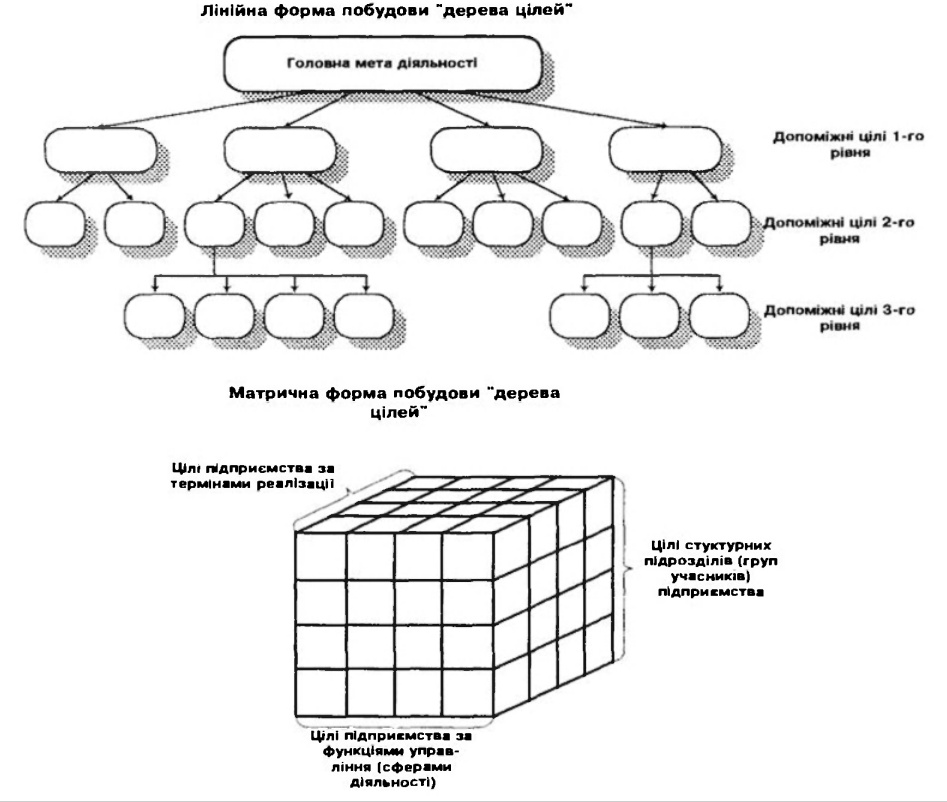 Лінійна форма побудови "дерева цілей"
Головна мета діяльності
Допоміжні цілі 1-го
рівня
Допоміжні цілі 2-го
рівня
Допоміжні цілі 3-го
рівня
Матрична форма побудови "дерева
цілей"
Цілі підприємства за
термінами реалізації
Цілі стуктурних
підрозділів (груп
учасників)
підприємства
Цілі підприємства за
функціями управ-
ління (сферами
діяльності)